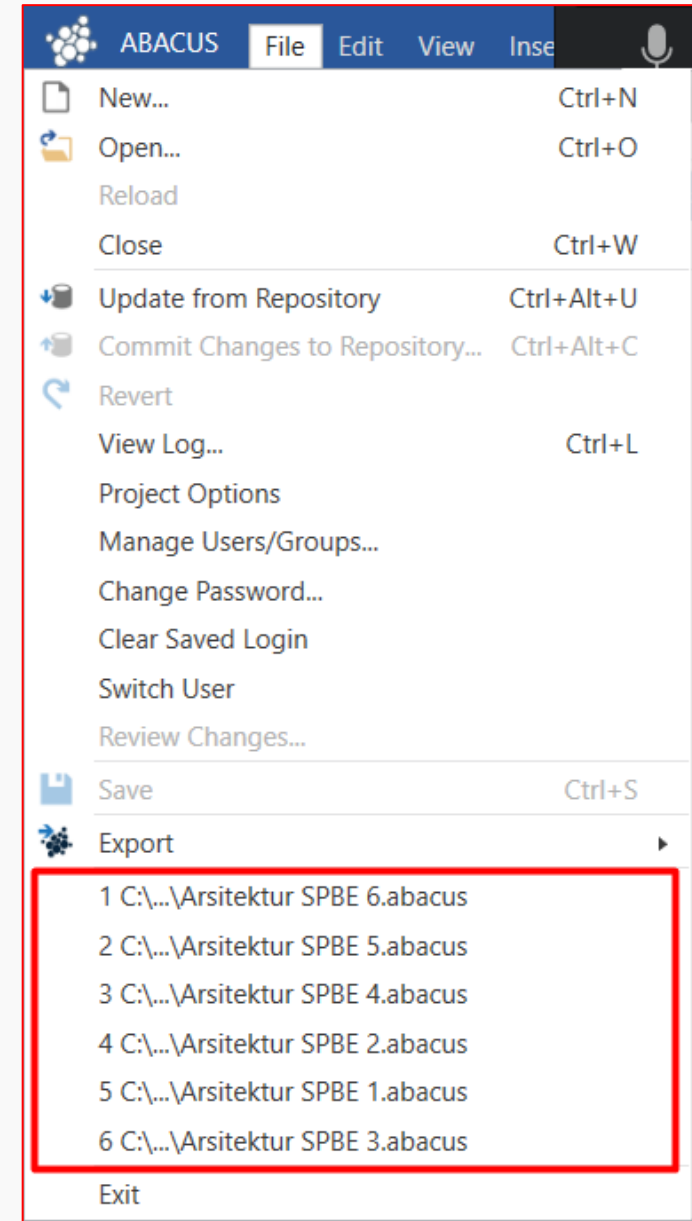 ABACUS File Edit View Inse
New... Ctrl+N
Open... Ctrl+O
Reload
Close Ctrl+W
Update from Repository Ctrl+Alt+U
Commit Changes to Repository... Ctrl+Alt+C
Revert
View Log... Ctrl+L
Project Options
Manage Users/Groups...
Change Password...
Clear Saved Login
Switch User
Review Changes...
Save Ctrl+S
Export
1 C:\...\Arsitektur SPBE 6.abacus
2 C:\...\Arsitektur SPBE 5.abacus
3 C:\...\Arsitektur SPBE 4.abacus
4 C:\...\Arsitektur SPBE 2.abacus
5 C:\...\Arsitektur SPBE 1.abacus
6 C:\...\Arsitektur SPBE 3.abacus
Exit